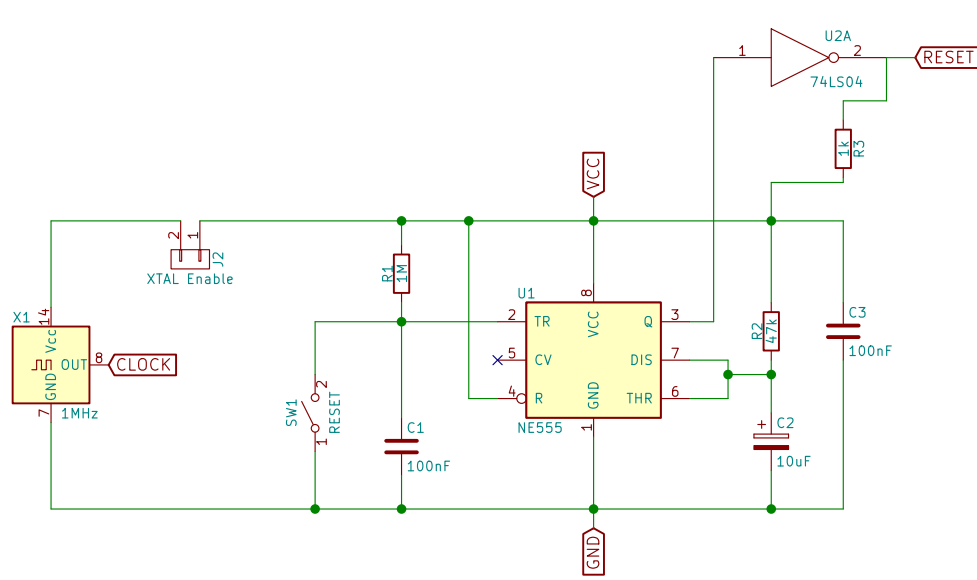 U2A
1
2
RESET
74LS04
1k
R3
VCC
2
1
J2
XTAL Enable
R1
1M
X1
14
Vcc
OUT
8
CLOCK
GND
7
1MHz
U1
8
2
TR
VCC
Q
3
5
CV
DIS
7
4
R
GND
THR
6
NE555
1
R2
47k
C3
100nF
SW1
2
RESET
1
C1
100nF
+
C2
10uF
GND